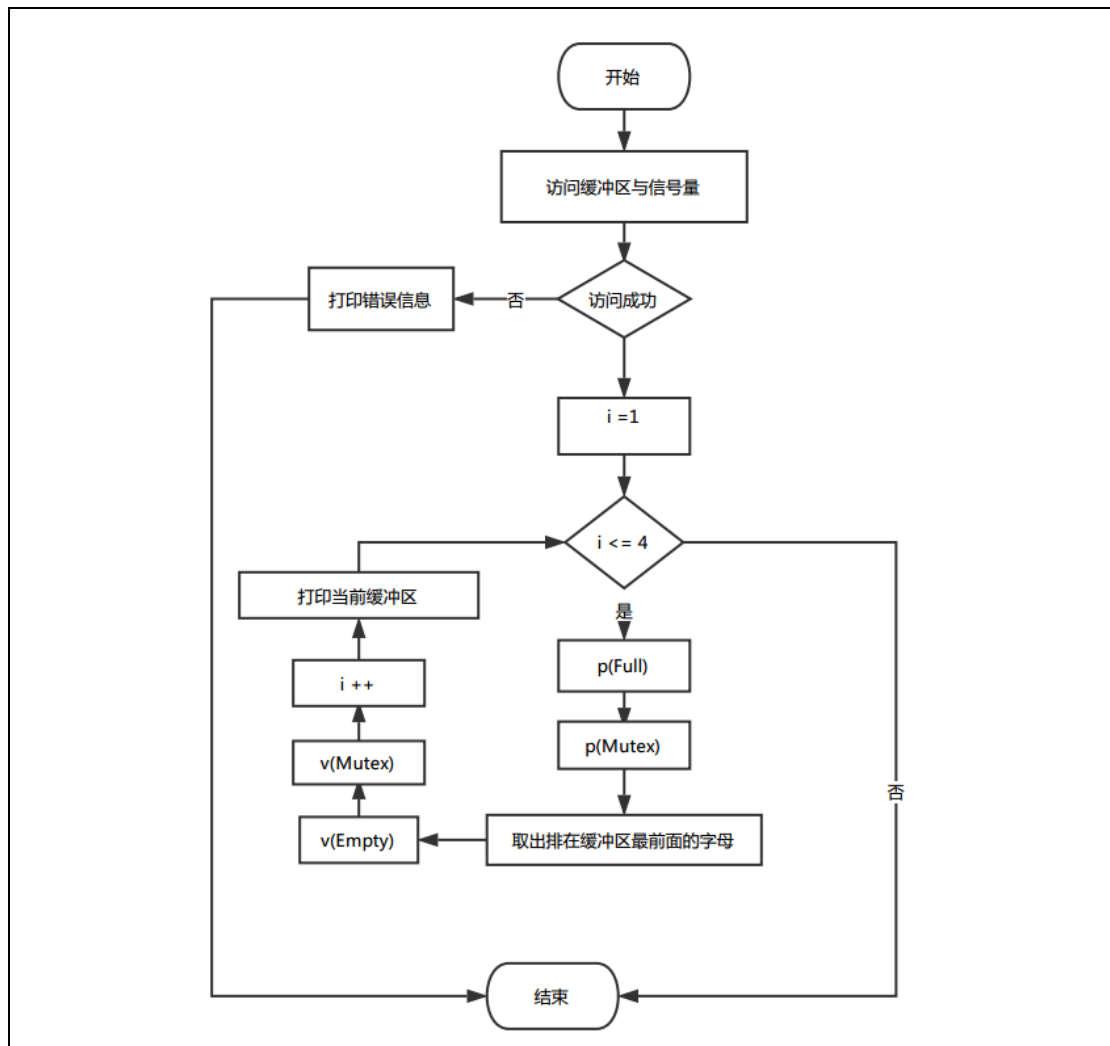 开始
访问缓冲区与信号量
打印错误信息
否
访问成功
i =1
i <= 4
打印当前缓冲区
是
i ++
p(Full)
v(Mutex)
p(Mutex)
否
v(Empty)
取出排在缓冲区最前面的字母
结束